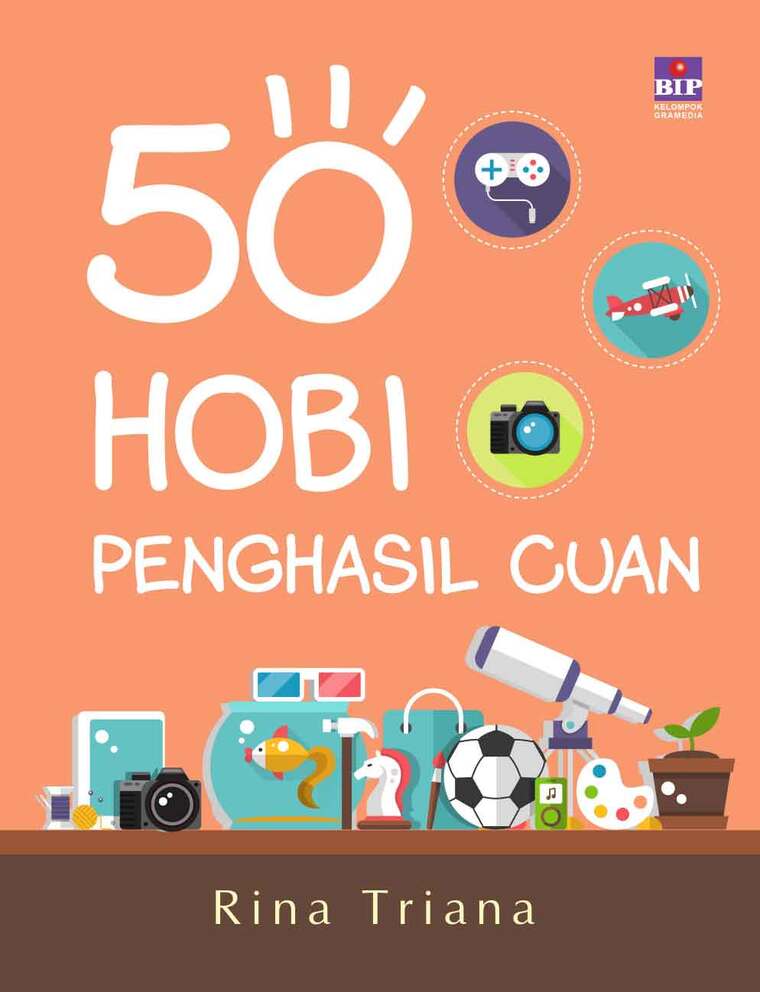 BIP
KELOMPOK
GRAMEDIA
50
HOBI
PENGHASIL CUAN
Rina Triana